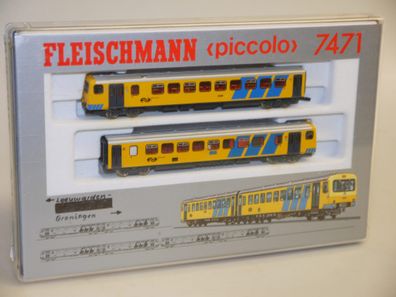 FLEISCHMANN ‹piccolo› 7471
Leeuwarden
Groningen